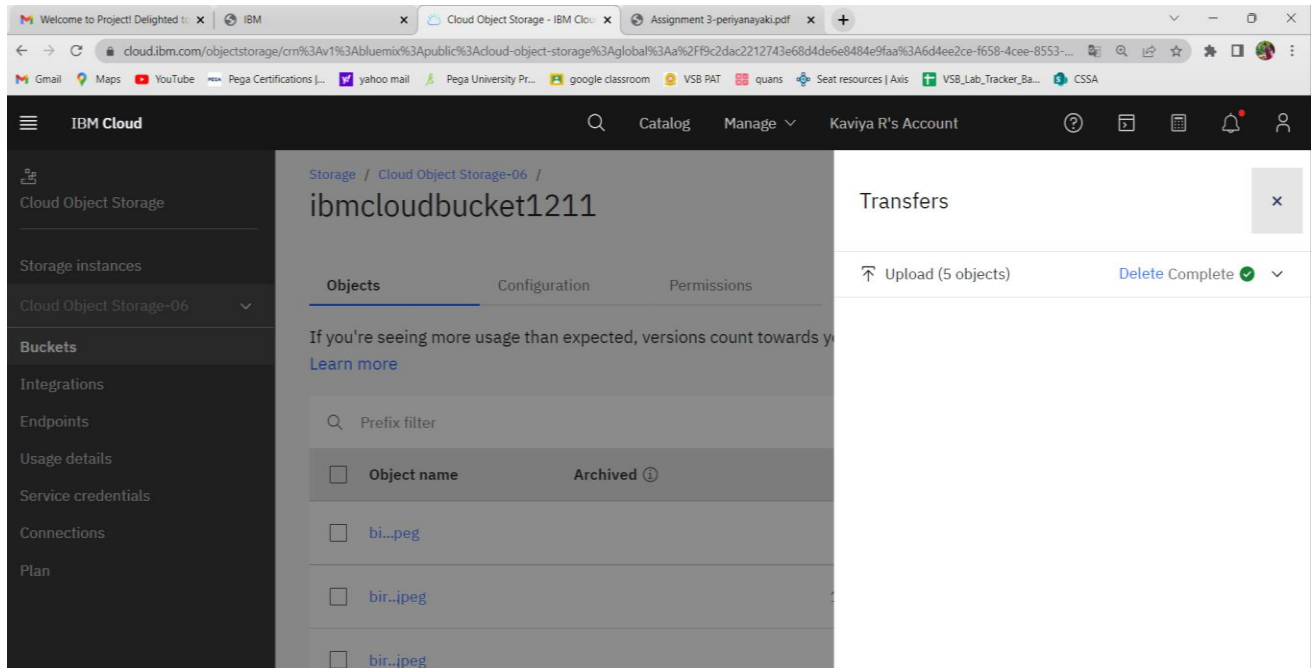 Welcome to Project! Delighted to
IBM
Cloud Object Storage - IBM Clou
Assignment 3-periyanayaki.pdf
cloud.ibm.com/objectstorage/crn%3Av1%3Abluemix%3Apublic%3Acloud-object-storage%3Aglobal%3Aa%2Ff9c2dac2212743e68d4de6e8484e9faa%3A6d4ee2ce-f658-4cee-8553-...
Gmail
Maps
YouTube
Pega Certifications |...
yahoo mail
Pega University Pr...
google classroom
VSB PAT
quans
Seat resources | Axis
VSB_Lab_Tracker_Ba...
CSSA
IBM Cloud
Catalog
Manage
Kaviya R's Account
Cloud Object Storage
Storage instances
Cloud Object Storage-06
Buckets
Integrations
Endpoints
Usage details
Service credentials
Connections
Plan
Storage / Cloud Object Storage-06 /
ibmcloudbucket1211
Objects
Configuration
Permissions
If you're seeing more usage than expected, versions count towards y
Learn more
Prefix filter
Object name
Archived
bi...peg
bir..jpeg
bir..jpeg
Transfers
Upload (5 objects)
Delete Complete